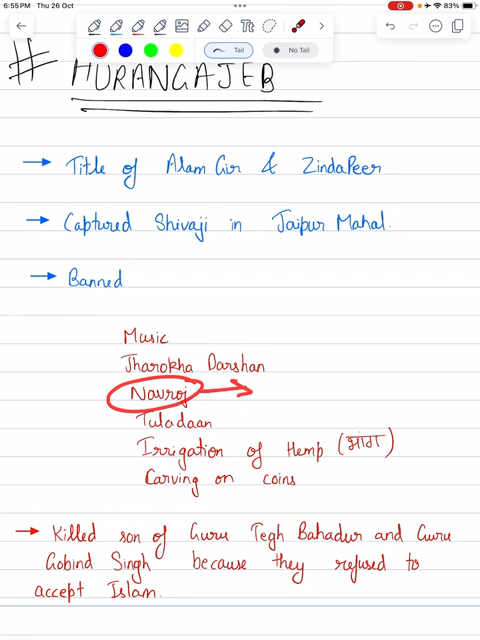 6:55 PM Thu 26 Oct
83%
Tail
No Tail
# HURANGAJEB
→ Title of Alam Gir & ZindaPeer
→ Captured Shivaji in Jaipur Mahal.
→ Banned
Music
Jharokha Darshan
Navroj →
Tuladaan
Irrigation of Hemp (भांग)
Carving on coins
→ Killed son of Guru Tegh Bahadur and Guru
Gobind Singh because they refused to
accept Islam.